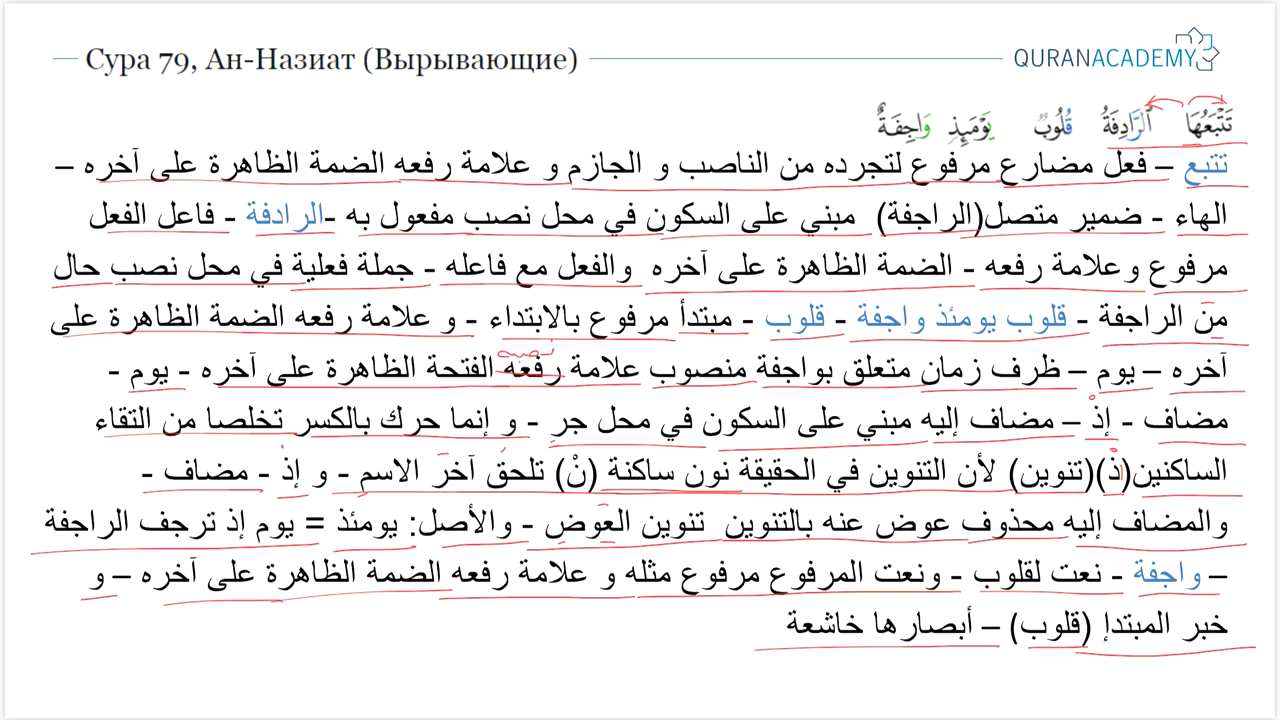 Сура 79, Ан-Назиат (Вырывающие)
QURANACADEMY
تَتْبَعُهَا الرَّادِفَةُ قُلُوبٌ يَوْمَئِذٍ وَاجِفَةٌ
تتبع – فعل مضارع مرفوع لتجرده من الناصب و الجازم و علامة رفعه الضمة الظاهرة على آخره –
الهاء - ضمير متصل(الراجفة) مبني على السكون في محل نصب مفعول به -الرادفة - فاعل الفعل
مرفوع وعلامة رفعه - الضمة الظاهرة على آخره والفعل مع فاعله - جملة فعلية في محل نصب حال
من الراجفة - قلوب يومئذ واجفة - قلوب - مبتدأ مرفوع بالابتداء - و علامة رفعه الضمة الظاهرة على
نصبه
آخره – يوم – ظرف زمان متعلق بواجفة منصوب علامة رفعه الفتحة الظاهرة على آخره - يوم -
مضاف - إذْ – مضاف إليه مبني على السكون في محل جر - و إنما حرك بالكسر تخلصا من التقاء
الساكنين(ذْ)(تنوين) لأن التنوين في الحقيقة نون ساكنة (نْ) تلحق آخر الاسم - و إذ - مضاف -
والمضاف إليه محذوف عوض عنه بالتنوين تنوين العوض - والأصل: يومئذ = يوم إذ ترجف الراجفة
– واجفة - نعت لقلوب - ونعت المرفوع مرفوع مثله و علامة رفعه الضمة الظاهرة على آخره – و
خبر المبتدإ (قلوب) – أبصارها خاشعة